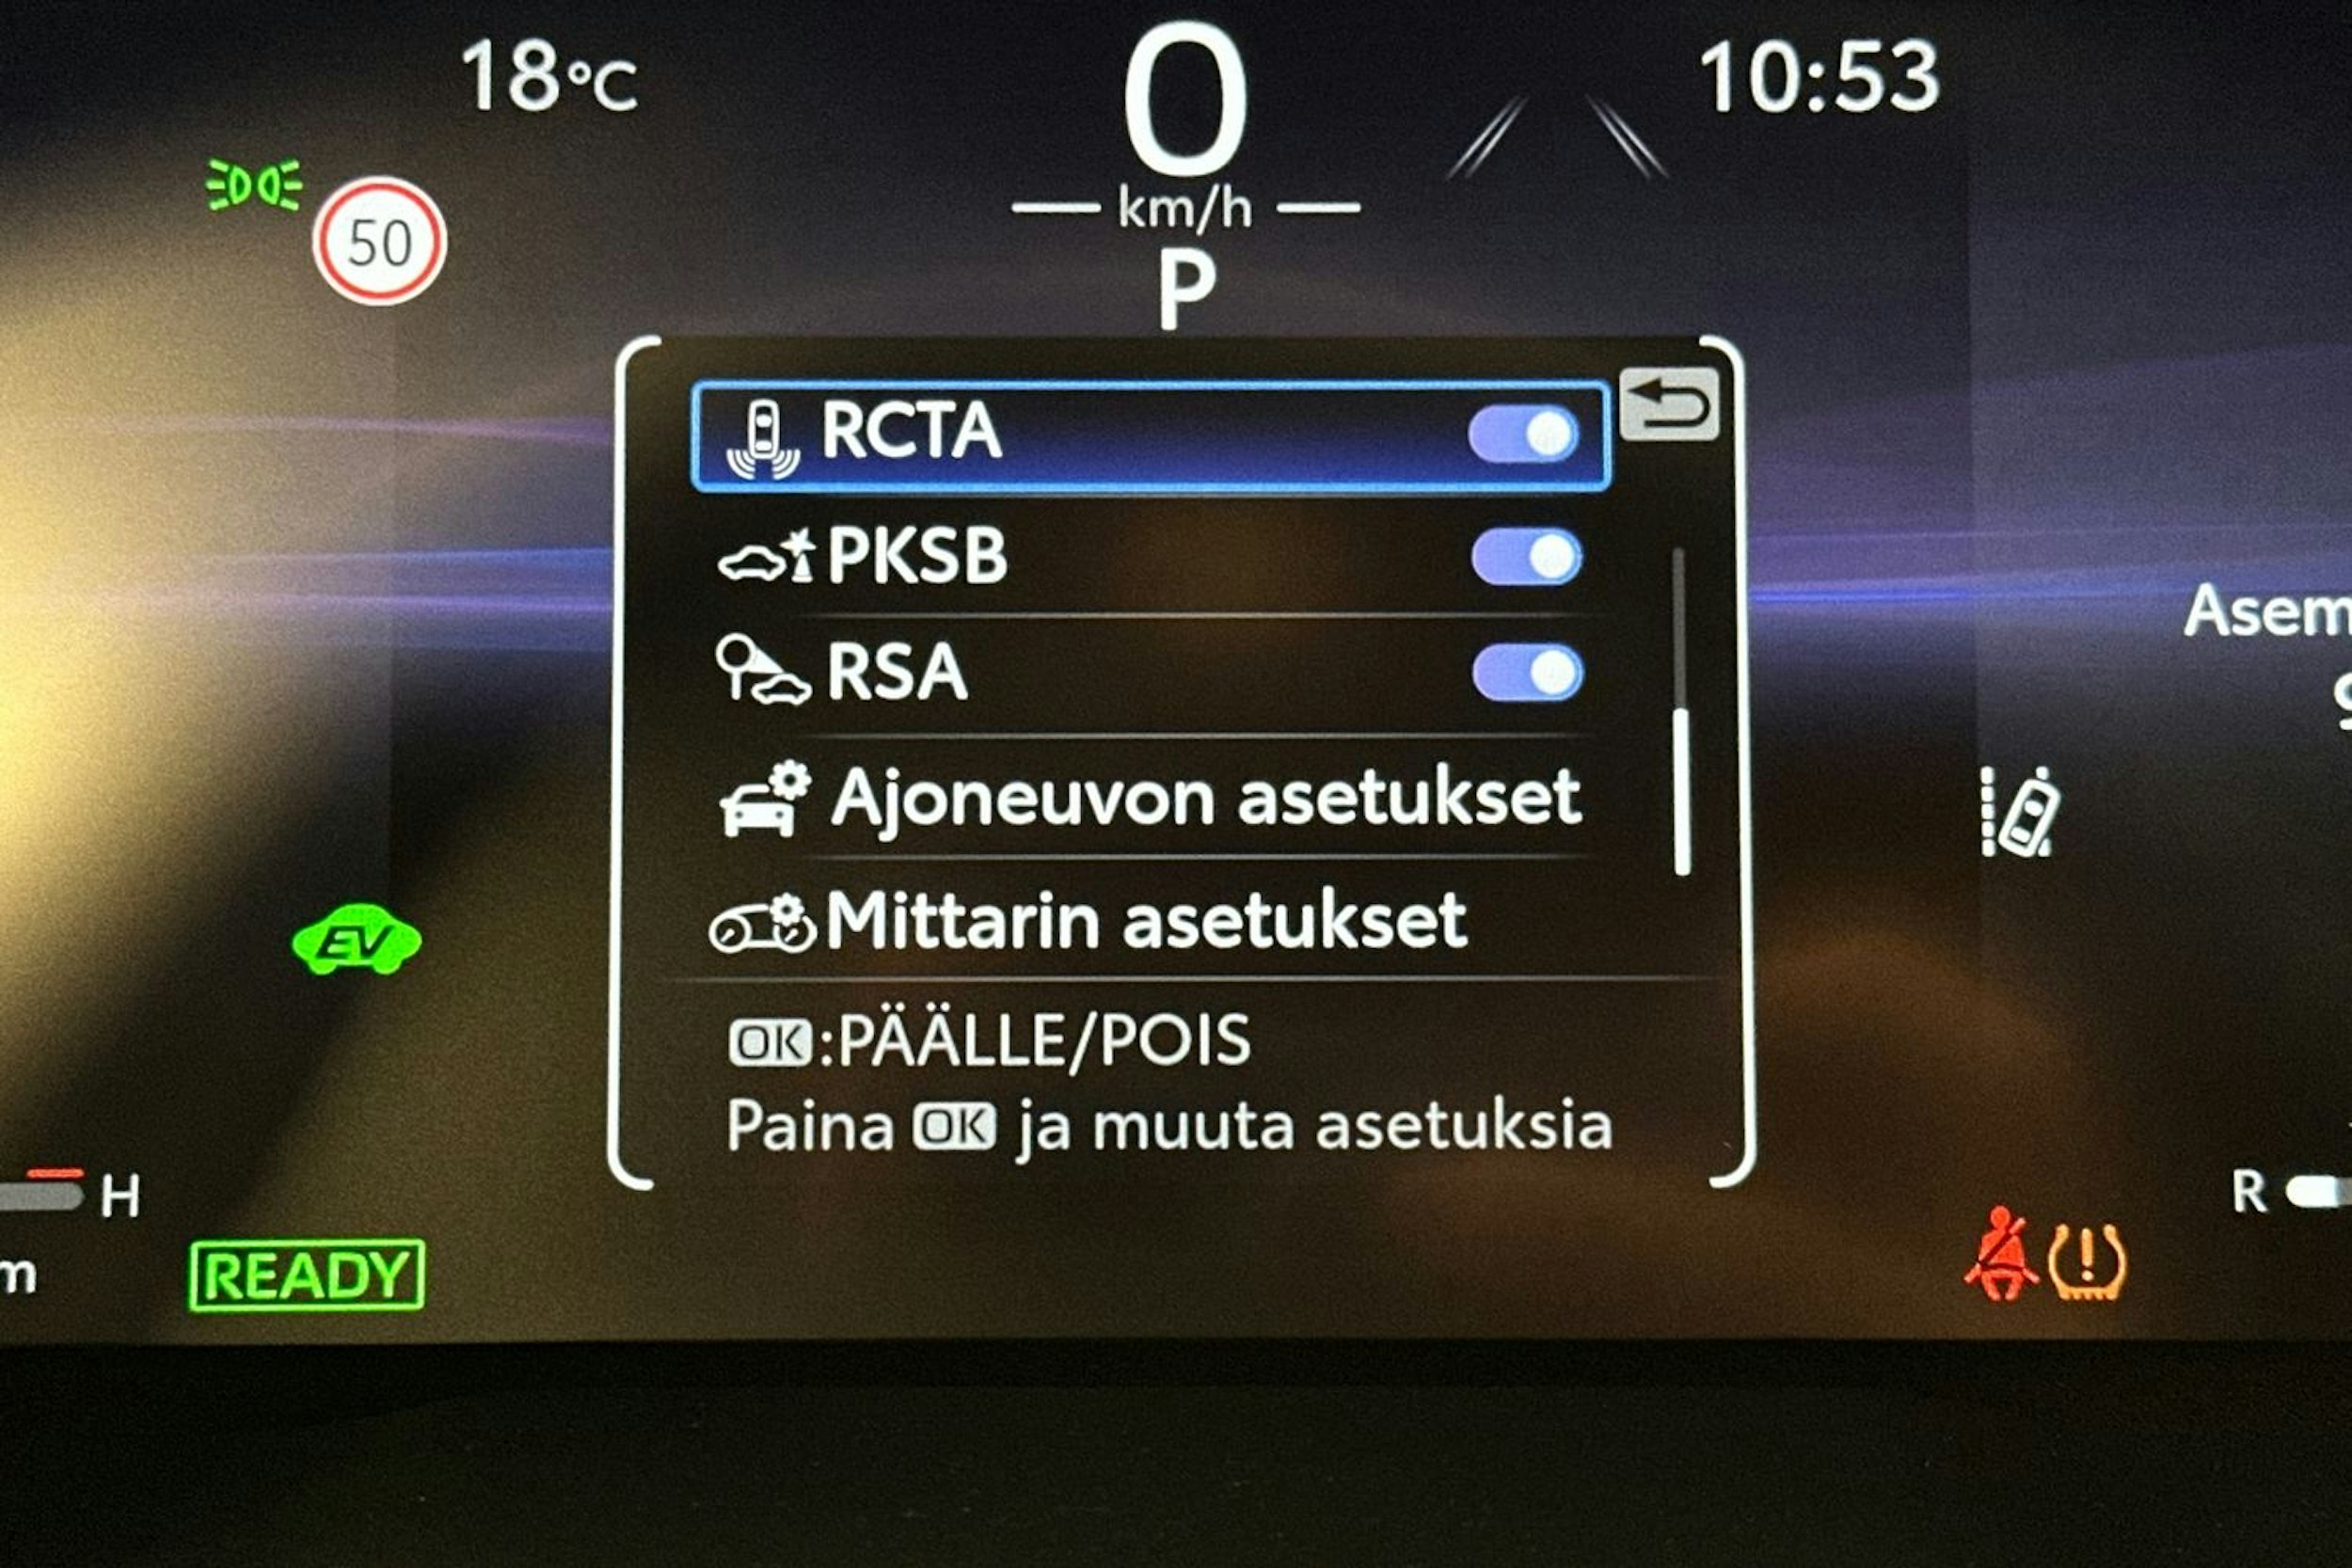 18°C
0
10:53
50
km/h
P
RCTA
PKSB
RSA
Ajoneuvon asetukset
Mittarin asetukset
OK:PÄÄLLE/POIS
Paina OK ja muuta asetuksia
EV
Asem
H
R
m
READY